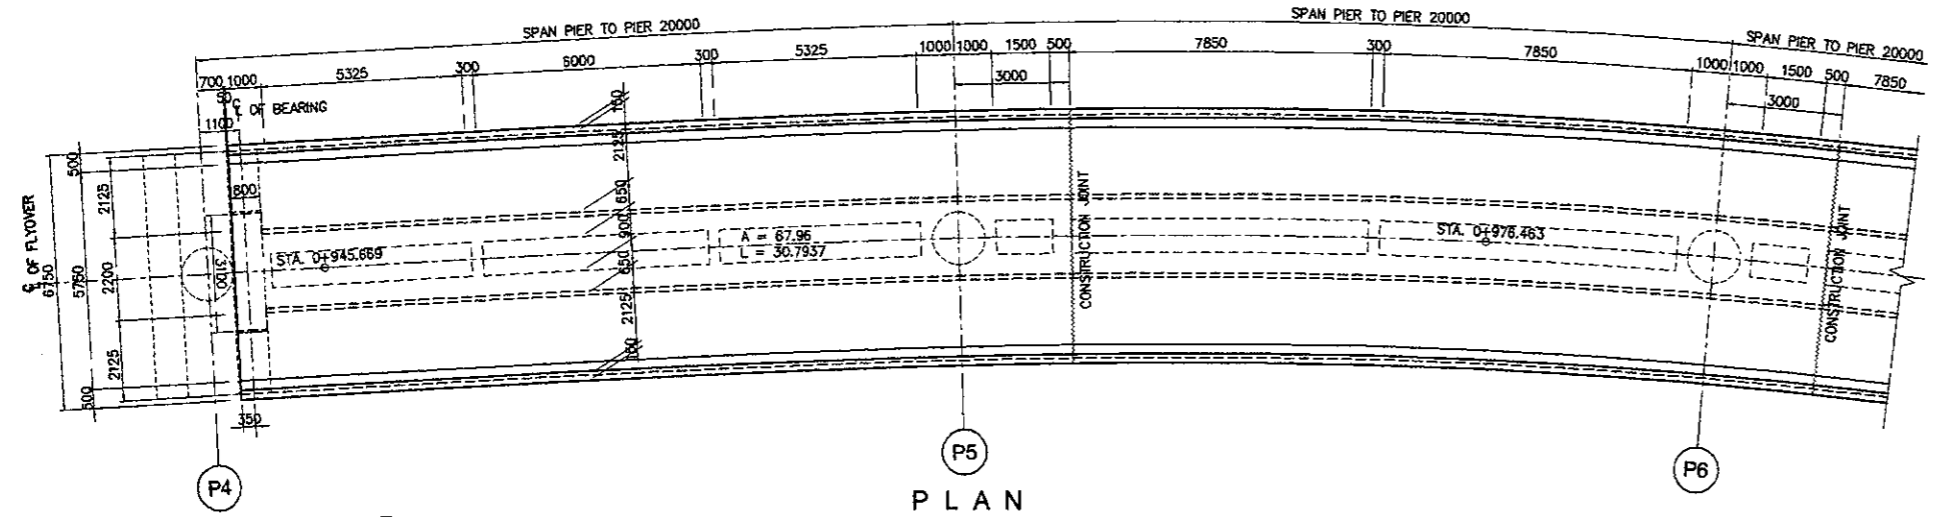 SPAN PIER TO PIER 20000
SPAN PIER TO PIER 20000
SPAN PIER TO PIER 20000
700 1000 5325 300 6000 300 5325 1000 1000 1500 500 7850 300 7850 1000 1000 1500 500 7850
3000
3000
50
℄ OF BEARING
1100
150
2125
650
900
650
2125
150
500
2125
2200
2125
500
5750
6750
℄ OF FLYOVER
1800
3100
350
STA. 0+945.669
A = 67.96
L = 30.7937
STA. 0+976.463
CONSTRUCTION JOINT
CONSTRUCTION JOINT
P4
P5
P6
PLAN